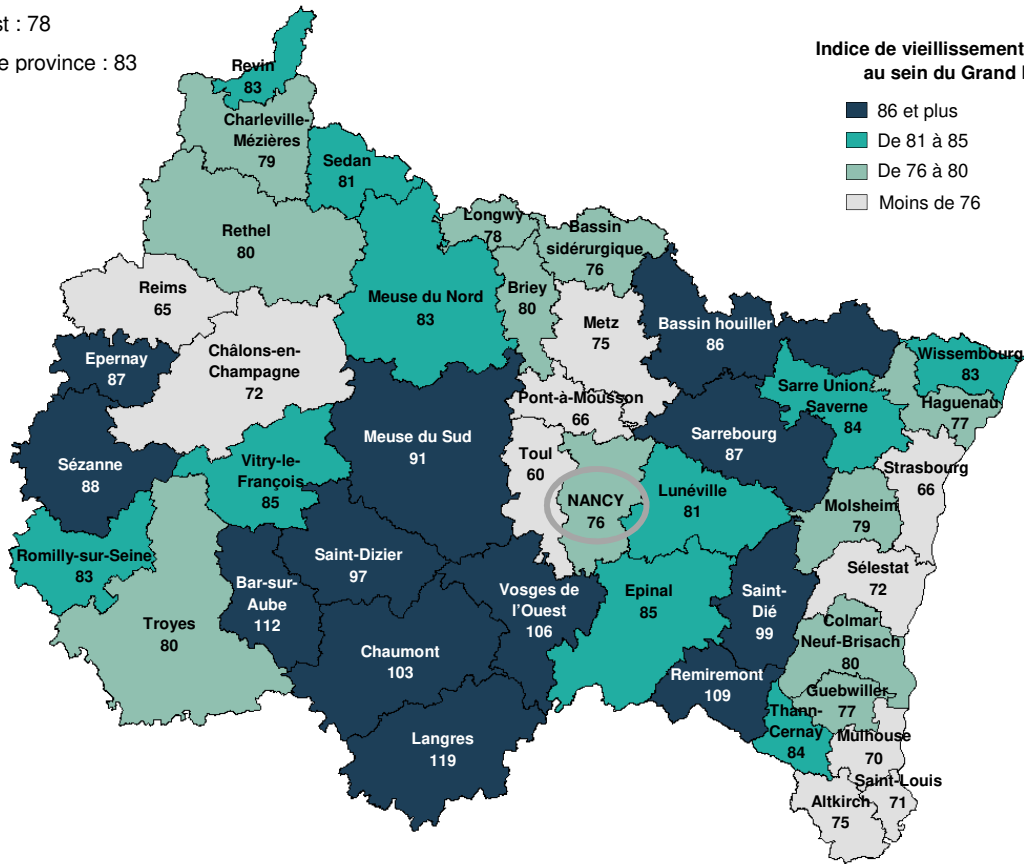 st : 78
e province : 83
Indice de vieillissement
au sein du Grand
86 et plus
De 81 à 85
De 76 à 80
Moins de 76
Revin
83
Charleville-
Mézières
79
Sedan
81
Rethel
80
Longwy
78
Bassin
sidérurgique
76
Reims
65
Meuse du Nord
83
Briey
80
Metz
75
Bassin houiller
86
Epernay
87
Châlons-en-
Champagne
72
Wissembourg
83
Sarre Union
Saverne
84
Haguenau
77
Pont-à-Mousson
66
Sarrebourg
87
Meuse du Sud
91
Sézanne
88
Vitry-le-
François
85
Toul
60
NANCY
76
Lunéville
81
Strasbourg
66
Molsheim
79
Romilly-sur-Seine
83
Saint-Dizier
97
Bar-sur-
Aube
112
Vosges de
l'Ouest
106
Epinal
85
Saint-
Dié
99
Sélestat
72
Troyes
80
Chaumont
103
Colmar
Neuf-Brisach
80
Remiremont
109
Guebwiller
77
Thann-
Cernay
84
Langres
119
Mulhouse
70
Saint-Louis
71
Altkirch
75